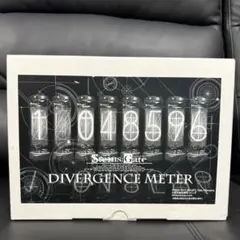 1.048596
STEINS;GATE
DIVERGENCE METER